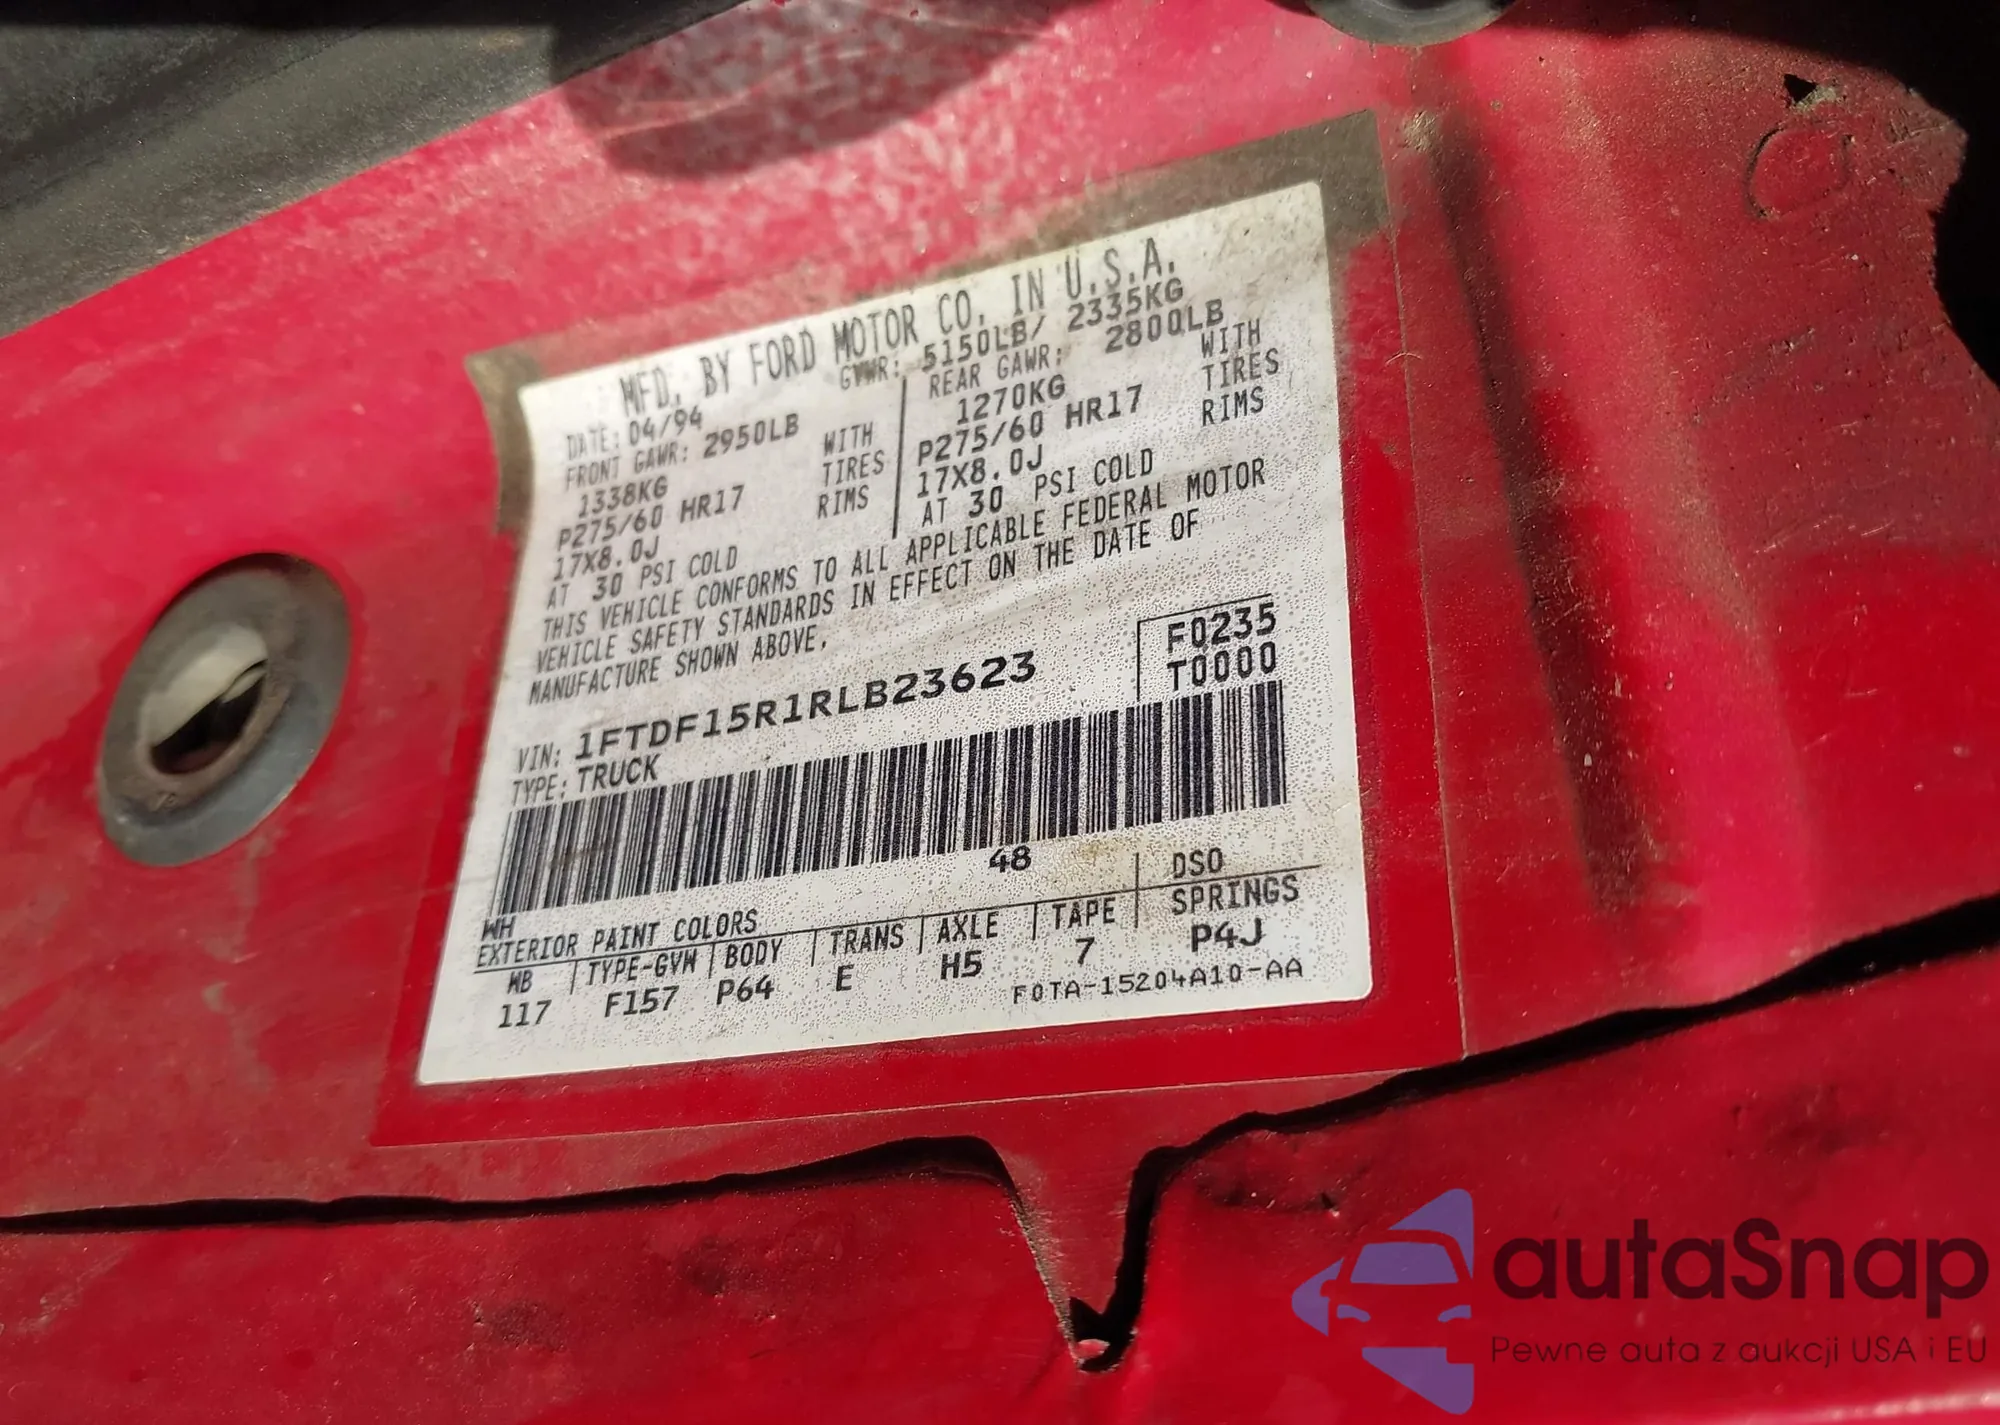 MFD. BY FORD MOTOR CO. IN U.S.A.
DATE: 04/94 GVWR: 5150LB/ 2335KG
FRONT GAWR: 2950LB REAR GAWR: 2800LB
1338KG WITH 1270KG WITH
P275/60 HR17 TIRES P275/60 HR17 TIRES
17X8.0J RIMS 17X8.0J RIMS
AT 30 PSI COLD AT 30 PSI COLD
THIS VEHICLE CONFORMS TO ALL APPLICABLE FEDERAL MOTOR
VEHICLE SAFETY STANDARDS IN EFFECT ON THE DATE OF
MANUFACTURE SHOWN ABOVE.
F0235
T0000
VIN: 1FTDF15R1RLB23623
TYPE: TRUCK
48
WH DSO
EXTERIOR PAINT COLORS
WB TYPE-GVW BODY TRANS AXLE TAPE SPRINGS
117 F157 P64 E H5 7 P4J
F0TA-15204A10-AA
autaSnap
Pewne auta z aukcji USA i EU